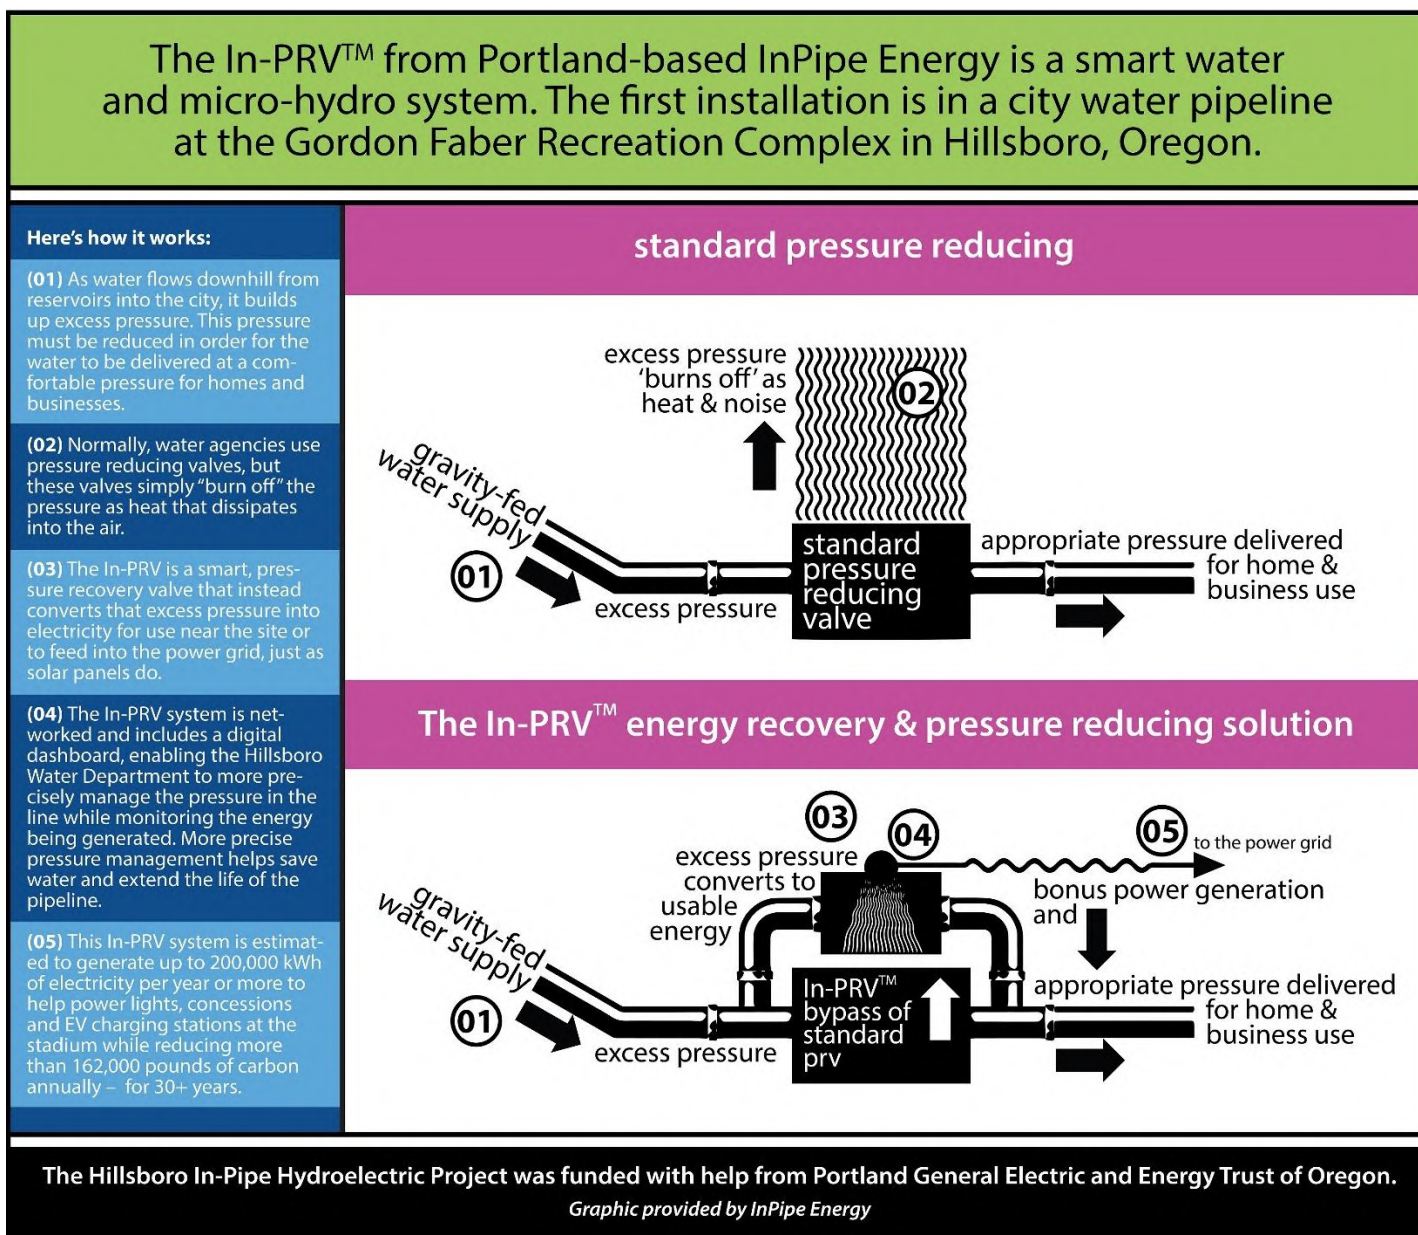 The In-PRV™ from Portland-based InPipe Energy is a smart water
and micro-hydro system. The first installation is in a city water pipeline
at the Gordon Faber Recreation Complex in Hillsboro, Oregon.
Here's how it works:
(01) As water flows downhill from
reservoirs into the city, it builds
up excess pressure. This pressure
must be reduced in order for the
water to be delivered at a com-
fortable pressure for homes and
businesses.
(02) Normally, water agencies use
pressure reducing valves, but
these valves simply "burn off" the
pressure as heat that dissipates
into the air.
(03) The In-PRV is a smart, pres-
sure recovery valve that instead
converts that excess pressure into
electricity for use near the site or
to feed into the power grid, just as
solar panels do.
(04) The In-PRV system is net-
worked and includes a digital
dashboard, enabling the Hillsboro
Water Department to more pre-
cisely manage the pressure in the
line while monitoring the energy
being generated. More precise
pressure management helps save
water and extend the life of the
pipeline.
(05) This In-PRV system is estimat-
ed to generate up to 200,000 kWh
of electricity per year or more to
help power lights, concessions
and EV charging stations at the
stadium while reducing more
than 162,000 pounds of carbon
annually – for 30+ years.
standard pressure reducing
excess pressure
'burns off' as
heat & noise
02
gravity-fed
water supply
01
excess pressure
standard
pressure
reducing
valve
appropriate pressure delivered
for home &
business use
The In-PRV™ energy recovery & pressure reducing solution
03
04
05
to the power grid
excess pressure
converts to
usable
energy
bonus power generation
and
gravity-fed
water supply
01
excess pressure
In-PRV™
bypass of
standard
prv
appropriate pressure delivered
for home &
business use
The Hillsboro In-Pipe Hydroelectric Project was funded with help from Portland General Electric and Energy Trust of Oregon.
Graphic provided by InPipe Energy